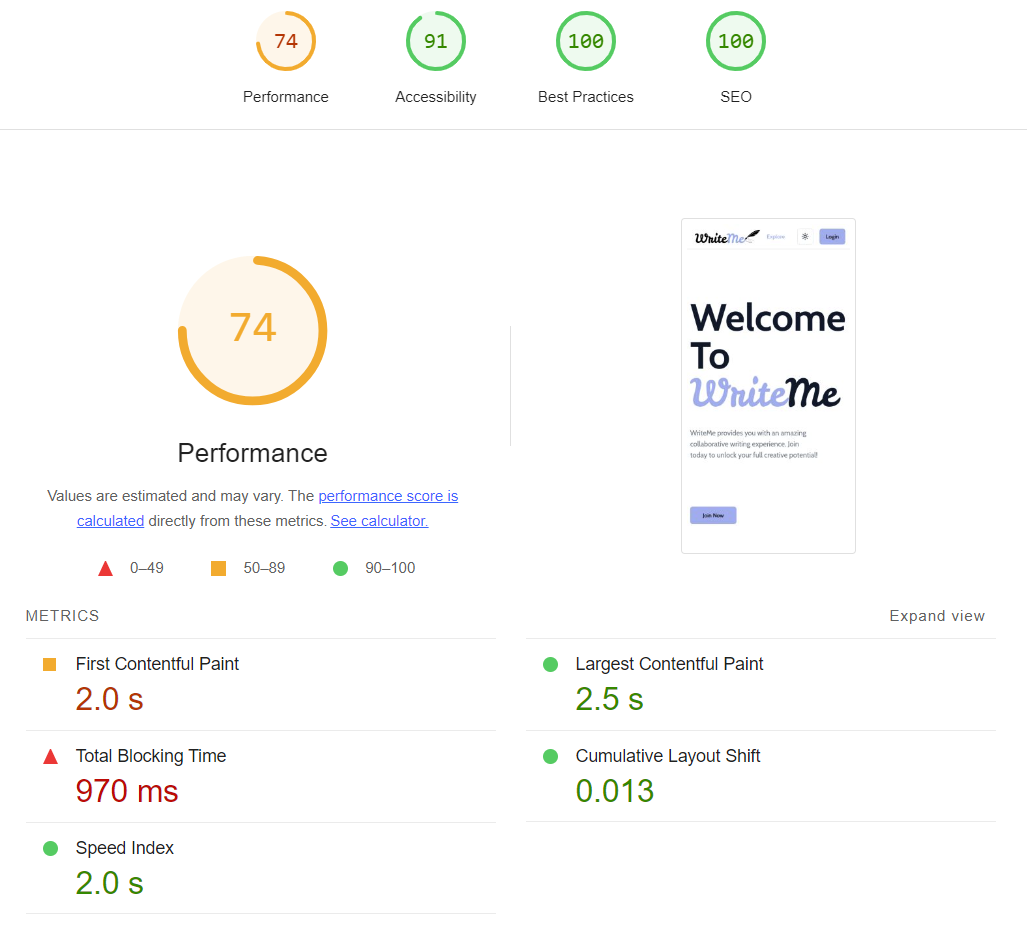 74
91
100
100
Performance
Accessibility
Best Practices
SEO
74
Performance
Values are estimated and may vary. The performance score is
calculated directly from these metrics. See calculator.
0–49
50–89
90–100
WriteMe
Explore
Login
Welcome
To
WriteMe
WriteMe provides you with an amazing
collaborative writing experience. Join
today to unlock your full creative potential!
Join Now
METRICS
Expand view
First Contentful Paint
2.0 s
Largest Contentful Paint
2.5 s
Total Blocking Time
970 ms
Cumulative Layout Shift
0.013
Speed Index
2.0 s